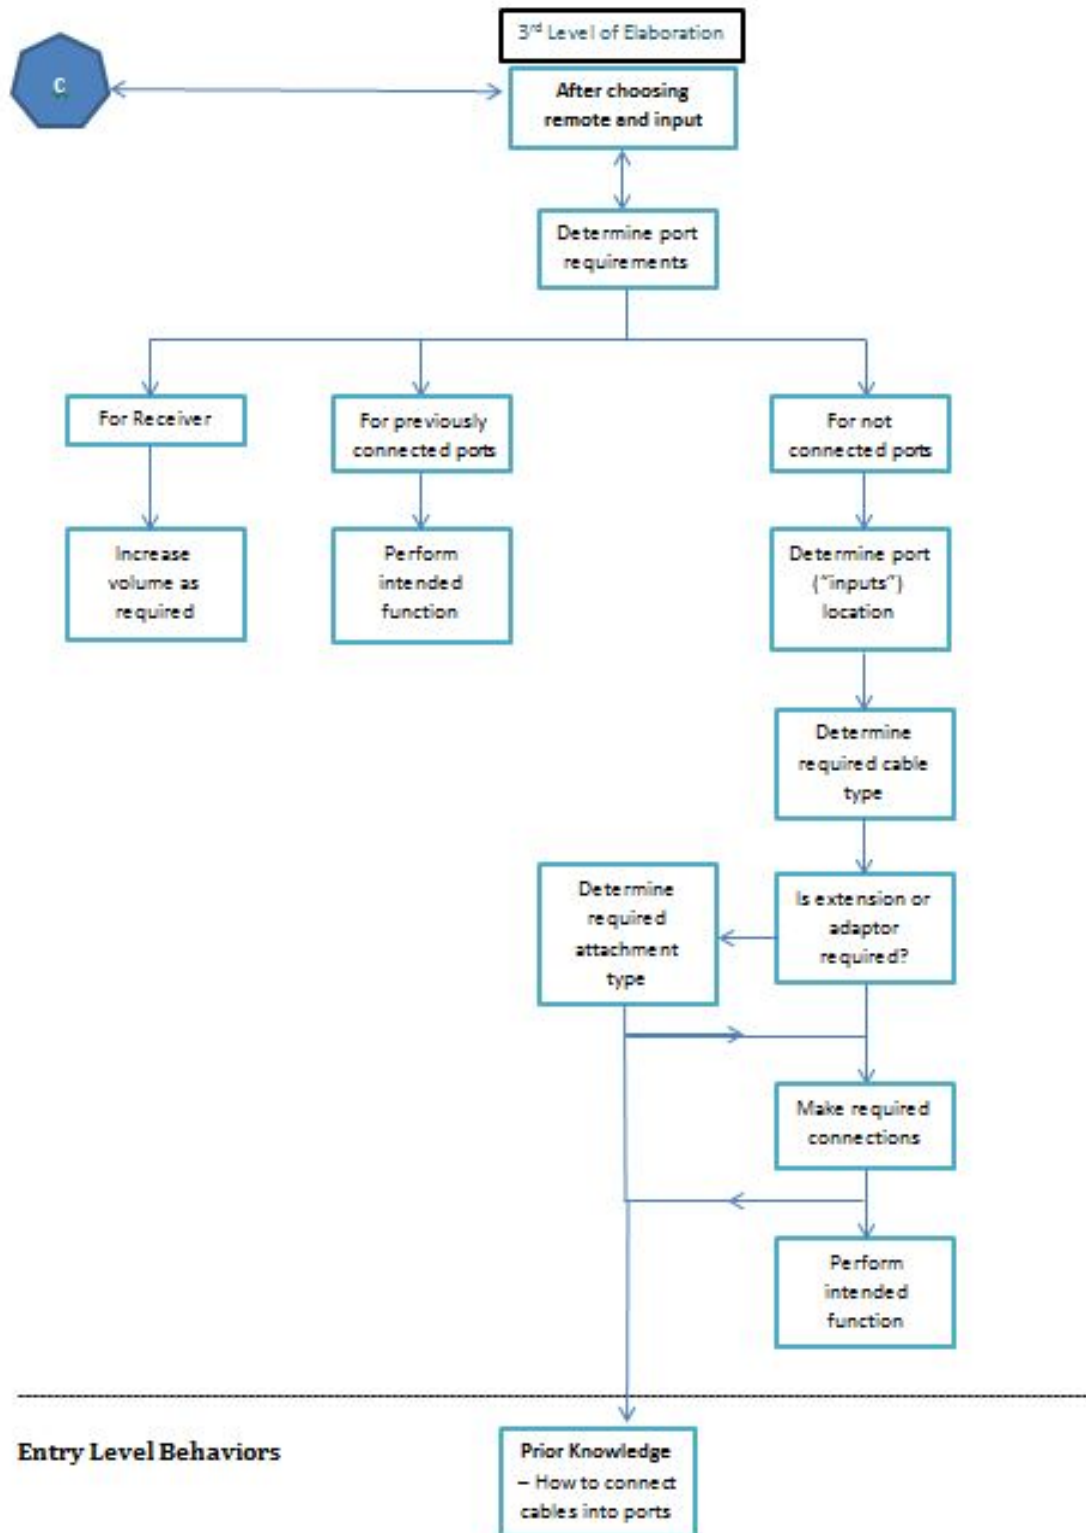 3rd Level of Elaboration
C
After choosing
remote and input
Determine port
requirements
For Receiver
For previously
connected ports
For not
connected ports
Increase
volume as
required
Perform
intended
function
Determine port
("inputs")
location
Determine
required cable
type
Determine
required
attachment
type
Is extension or
adaptor
required?
Make required
connections
Perform
intended
function
Entry Level Behaviors
Prior Knowledge
– How to connect
cables into ports